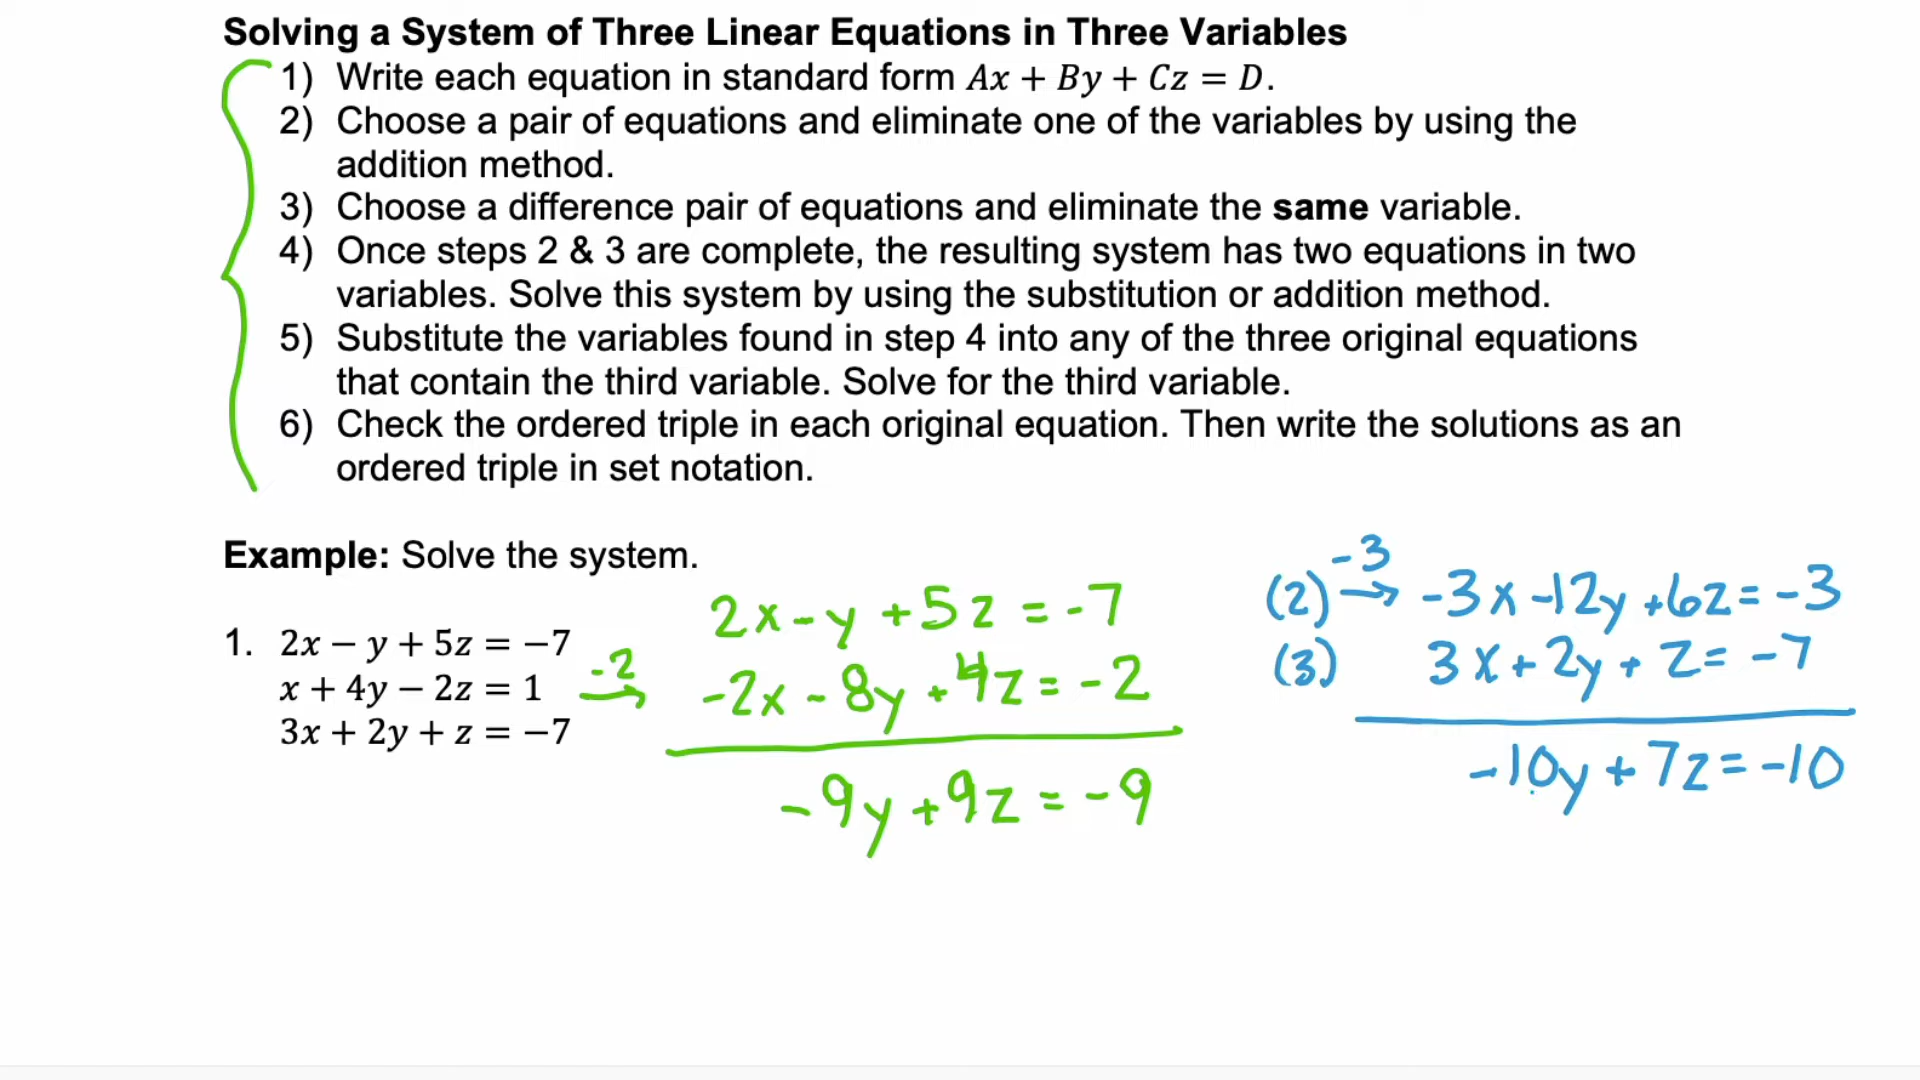 Solving a System of Three Linear Equations in Three Variables
1) Write each equation in standard form Ax + By + Cz = D.
2) Choose a pair of equations and eliminate one of the variables by using the
addition method.
3) Choose a difference pair of equations and eliminate the same variable.
4) Once steps 2 & 3 are complete, the resulting system has two equations in two
variables. Solve this system by using the substitution or addition method.
5) Substitute the variables found in step 4 into any of the three original equations
that contain the third variable. Solve for the third variable.
6) Check the ordered triple in each original equation. Then write the solutions as an
ordered triple in set notation.
Example: Solve the system.
1. 2x − y + 5z = −7
x + 4y − 2z = 1
3x + 2y + z = −7
-2 →
2x - y + 5z = -7
-2x - 8y + 4z = -2
-9y + 9z = -9
-3
(2) → -3x -12y +6z = -3
(3) 3x + 2y + z = -7
-10y + 7z = -10